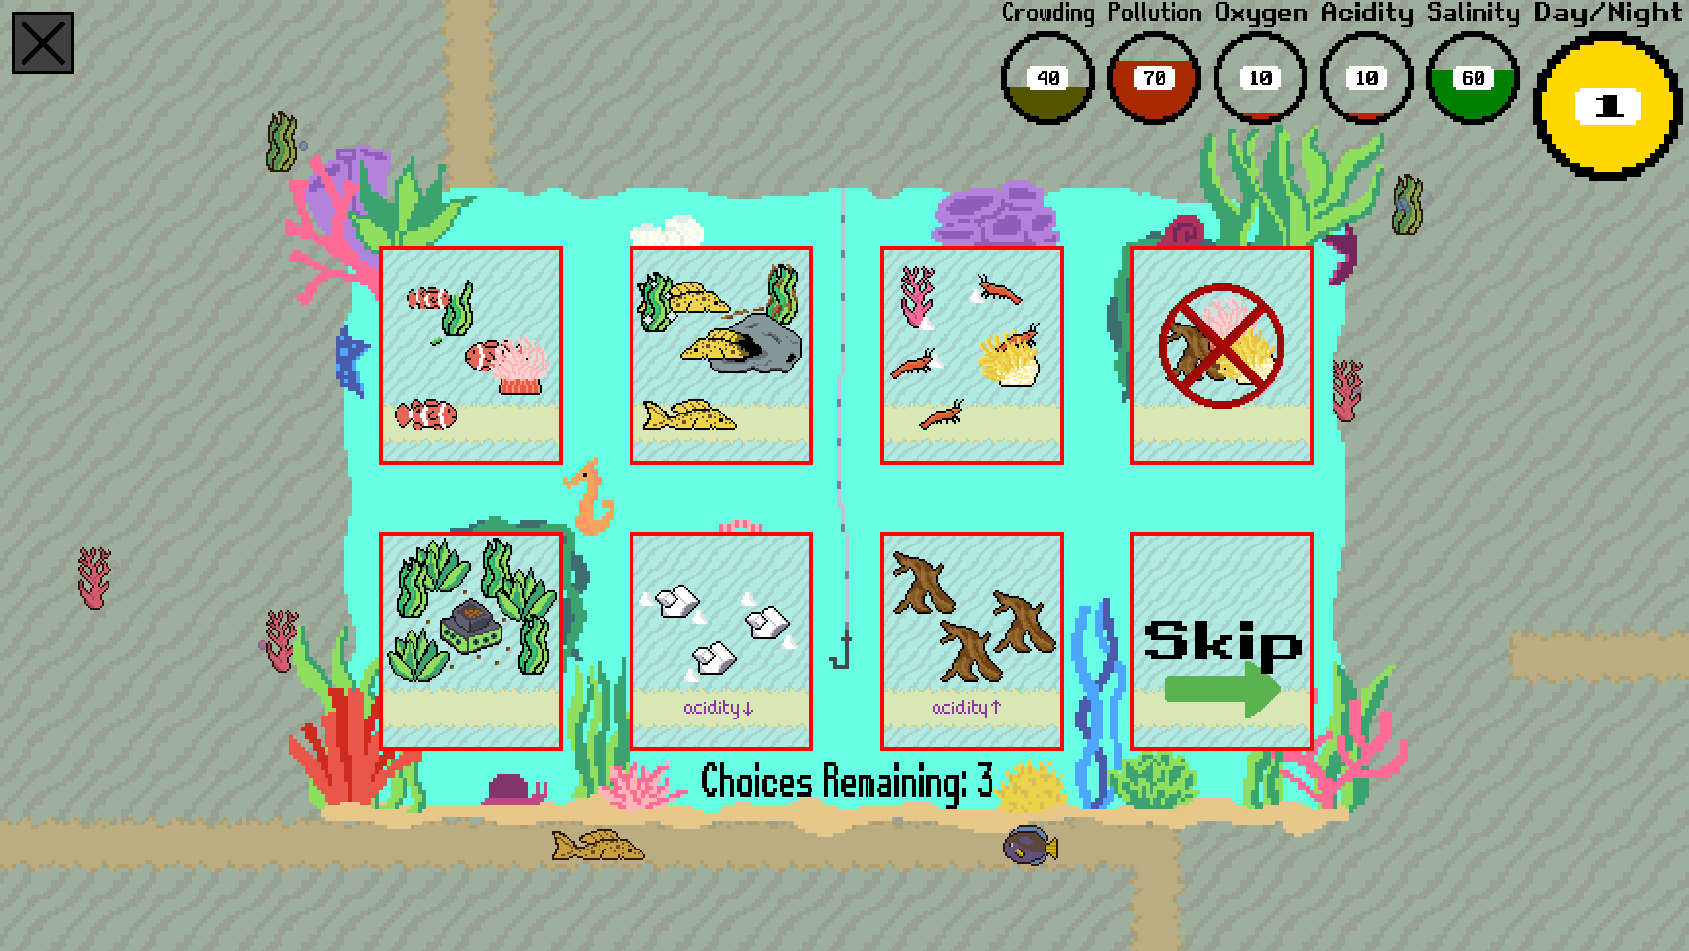 Crowding Pollution Oxygen Acidity Salinity Day/Night
40 70 10 10 60 1
acidity↓
acidity↑
Skip
Choices Remaining: 3